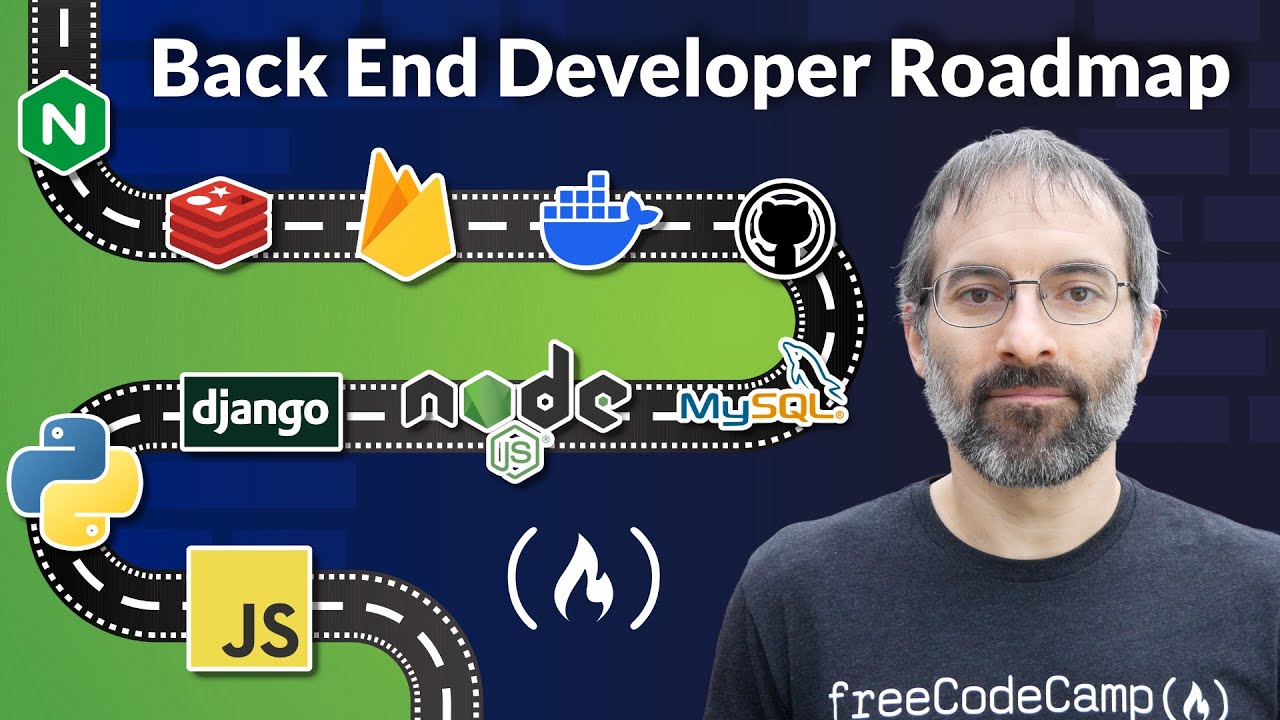 Back End Developer Roadmap
N
django
node
JS®
MySQL®
JS
freeCodeCamp(🔥)